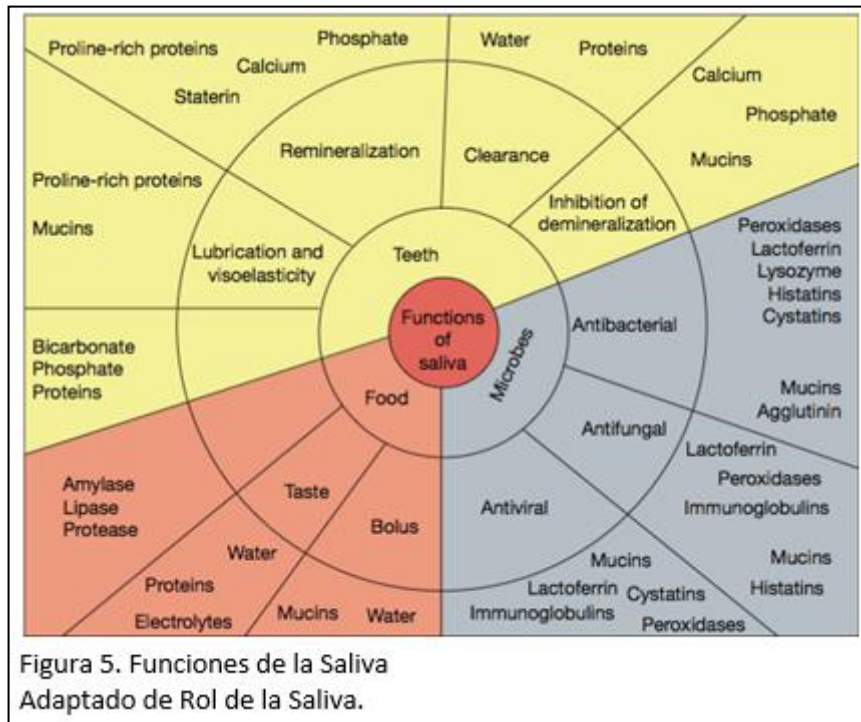 Proline-rich proteins
Phosphate
Calcium
Staterin
Water
Proteins
Calcium
Phosphate
Mucins
Remineralization
Clearance
Inhibition of
demineralization
Proline-rich proteins
Mucins
Lubrication and
visoelasticity
Teeth
Bicarbonate
Phosphate
Proteins
Functions
of
saliva
Microbes
Antibacterial
Peroxidases
Lactoferrin
Lysozyme
Histatins
Cystatins
Mucins
Agglutinin
Antifungal
Lactoferrin
Peroxidases
Immunoglobulins
Mucins
Histatins
Antiviral
Mucins
Lactoferrin
Cystatins
Immunoglobulins
Peroxidases
Food
Amylase
Lipase
Protease
Taste
Water
Proteins
Electrolytes
Bolus
Mucins
Water
Figura 5. Funciones de la Saliva
Adaptado de Rol de la Saliva.